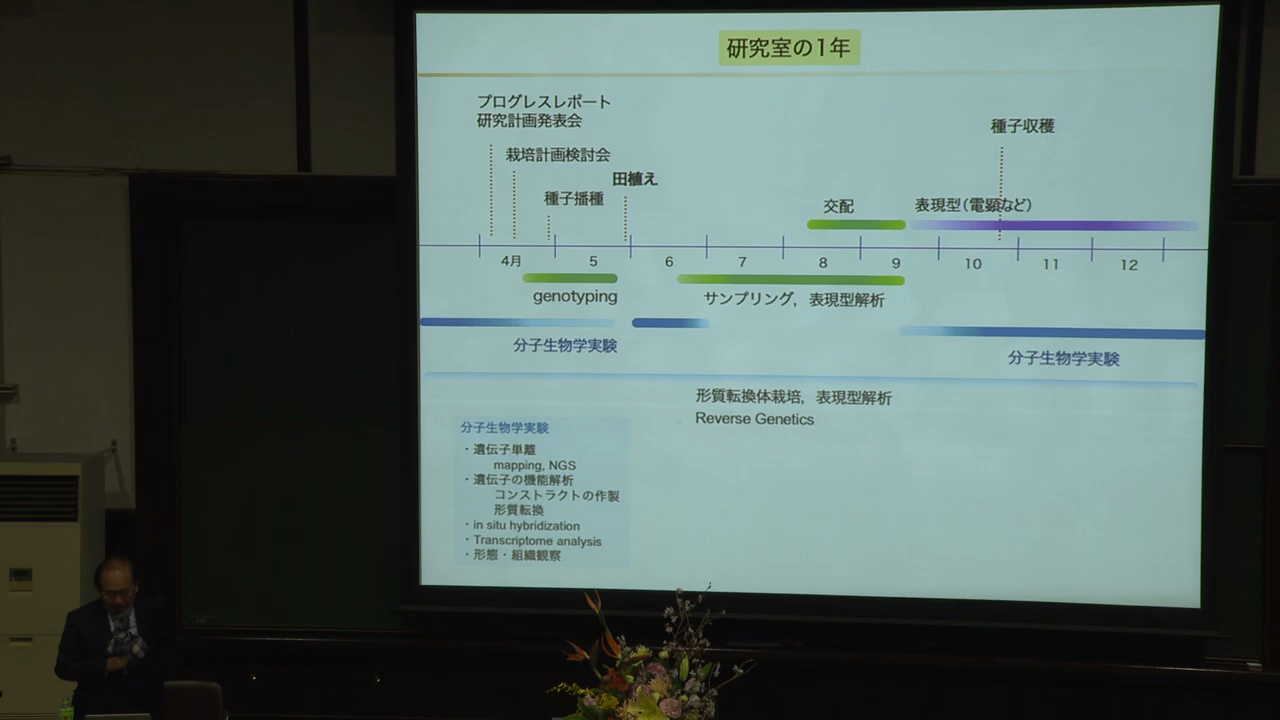 研究室の1年
プログレスレポート
研究計画発表会
栽培計画検討会
種子播種
田植え
種子収穫
交配
表現型(電顕など)
4月 5 6 7 8 9 10 11 12
genotyping
サンプリング，表現型解析
分子生物学実験
分子生物学実験
形質転換体栽培，表現型解析
Reverse Genetics
分子生物学実験
・遺伝子単離
mapping, NGS
・遺伝子の機能解析
コンストラクトの作製
形質転換
・in situ hybridization
・Transcriptome analysis
・形態・組織観察